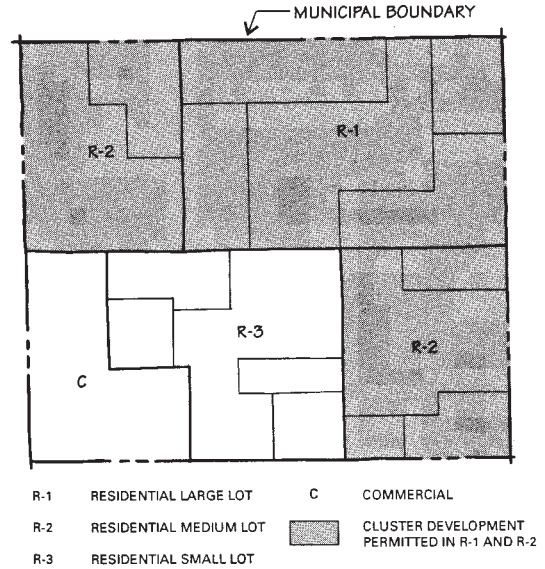 MUNICIPAL BOUNDARY
R-2
R-1
R-3
R-2
C
R-1 RESIDENTIAL LARGE LOT
C COMMERCIAL
R-2 RESIDENTIAL MEDIUM LOT
CLUSTER DEVELOPMENT
PERMITTED IN R-1 AND R-2
R-3 RESIDENTIAL SMALL LOT